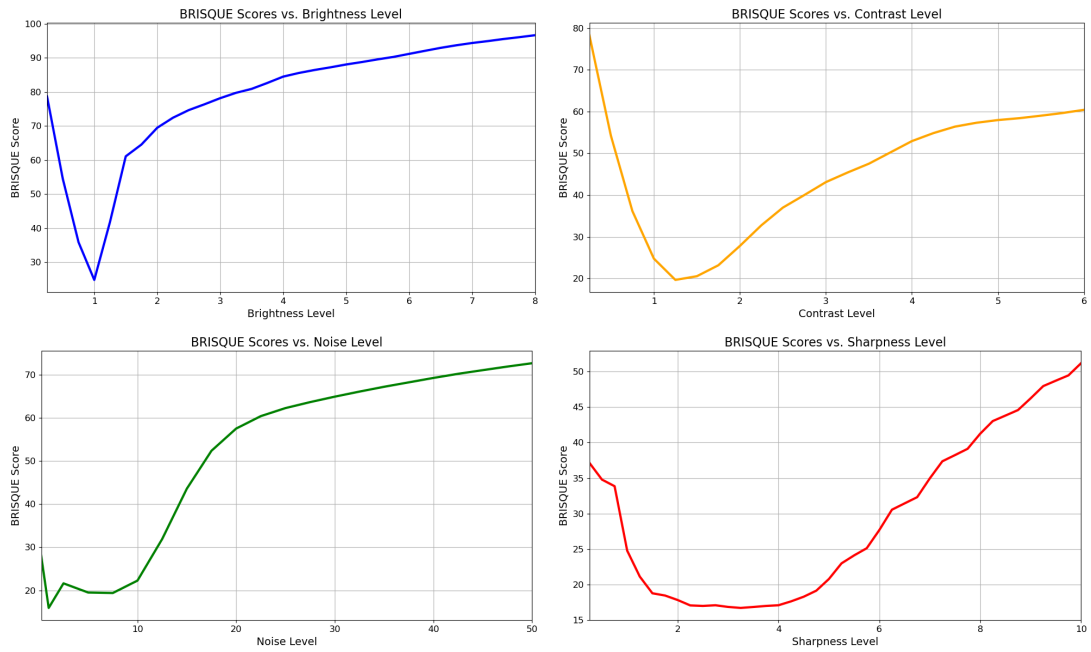 BRISQUE Scores vs. Brightness Level
BRISQUE Score
100
90
80
70
60
50
40
30
1 2 3 4 5 6 7 8
Brightness Level
BRISQUE Scores vs. Contrast Level
BRISQUE Score
80
70
60
50
40
30
20
1 2 3 4 5 6
Contrast Level
BRISQUE Scores vs. Noise Level
BRISQUE Score
70
60
50
40
30
20
10 20 30 40 50
Noise Level
BRISQUE Scores vs. Sharpness Level
BRISQUE Score
50
45
40
35
30
25
20
15
2 4 6 8 10
Sharpness Level